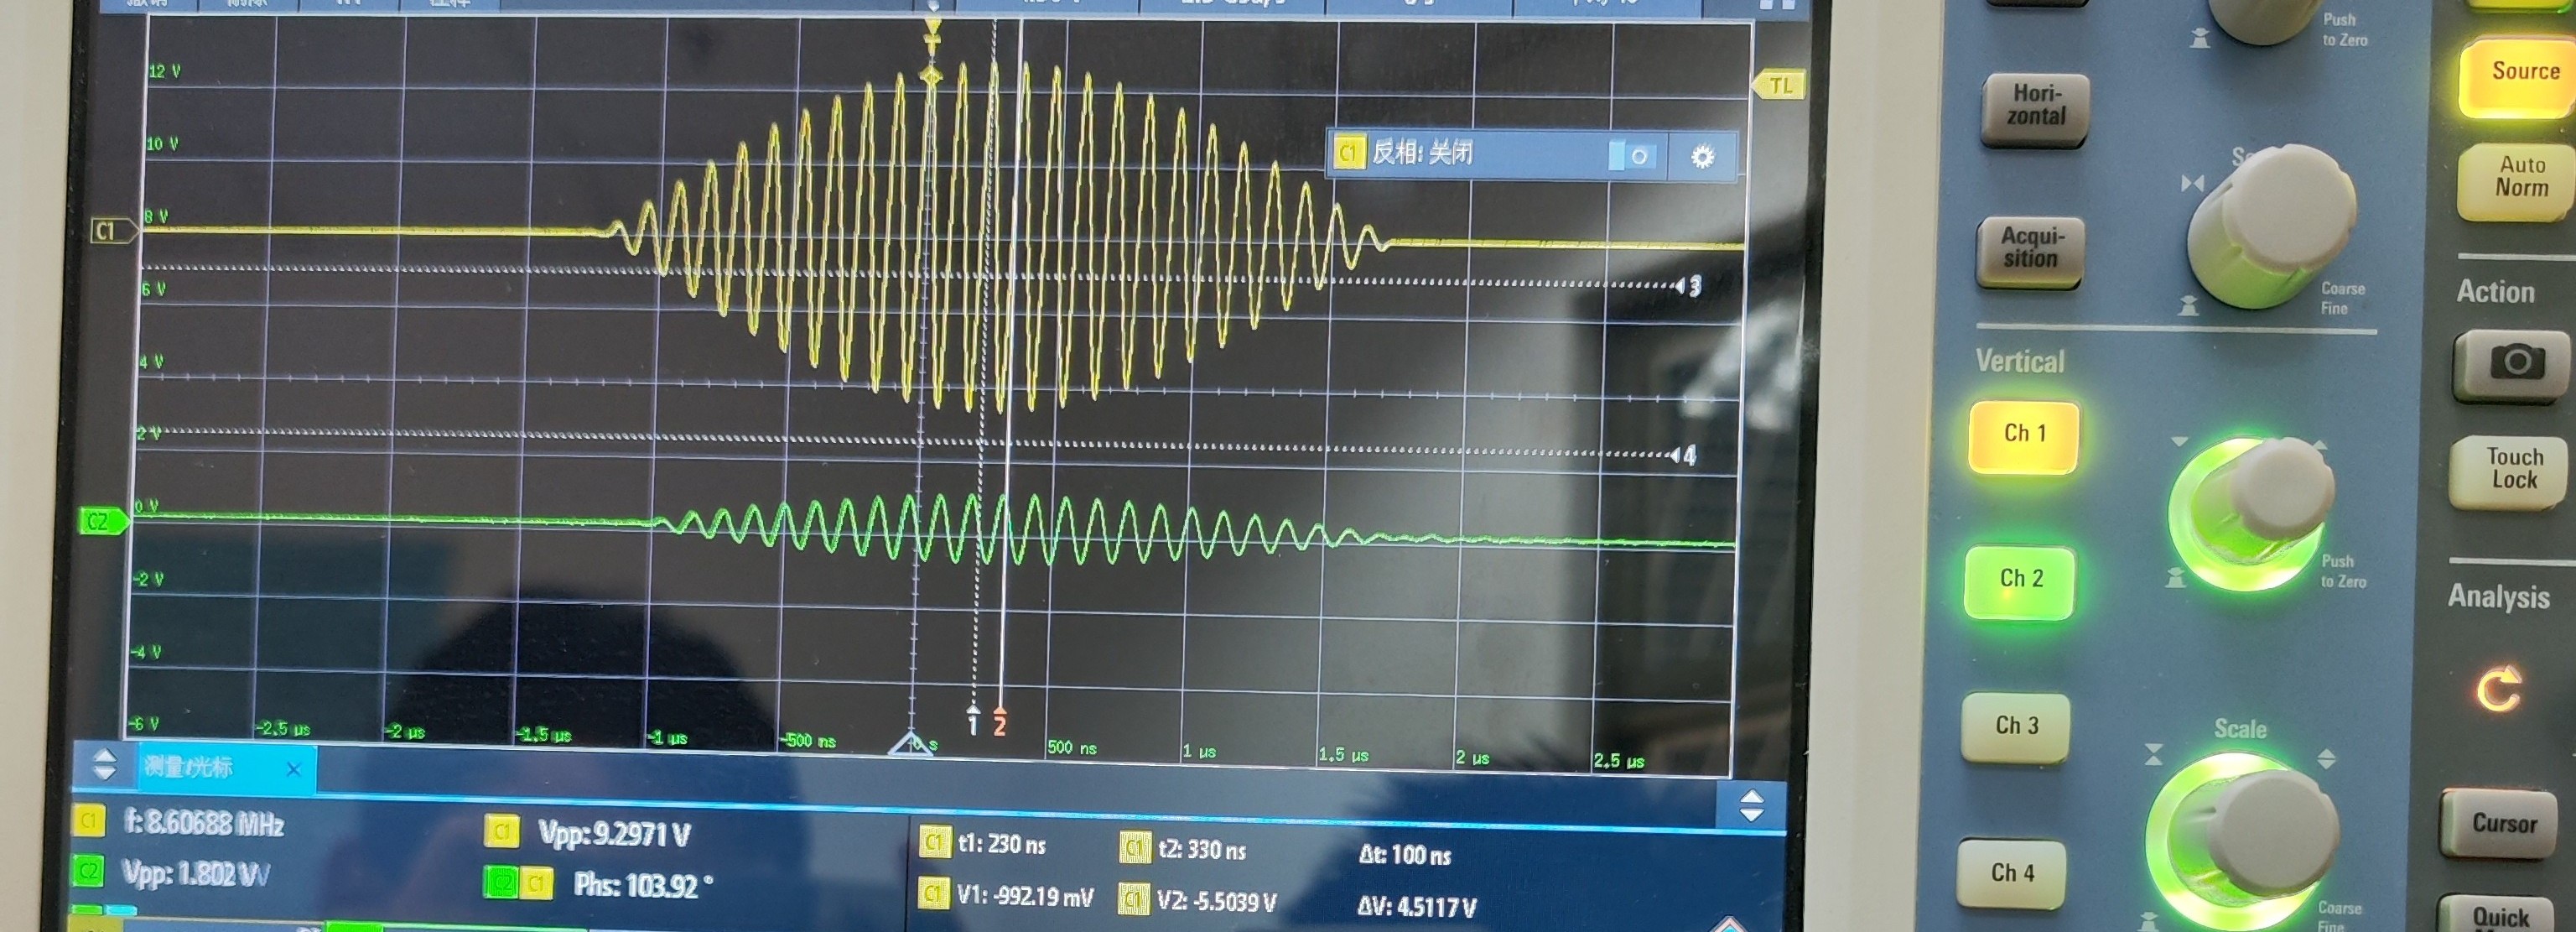 12 V
10 V
8 V
6 V
4 V
2 V
0 V
-2 V
-4 V
-6 V
C1
C2
TL
C1 反相: 关闭
3
4
1
2
-2.5 µs
-2 µs
-1.5 µs
-1 µs
-500 ns
0 s
500 ns
1 µs
1.5 µs
2 µs
2.5 µs
测量/光标
C1 f: 8.60688 MHz
C1 Vpp: 9.2971 V
C2 Vpp: 1.802 V
C2 C1 Phs: 103.92 °
C1 t1: 230 ns
C1 t2: 330 ns
Δt: 100 ns
C1 V1: -992.19 mV
C1 V2: -5.5039 V
ΔV: 4.5117 V
Push
to Zero
Source
Hori-
zontal
Auto
Norm
Acqui-
sition
Coarse
Fine
Action
Vertical
Ch 1
Touch
Lock
Ch 2
Push
to Zero
Analysis
Ch 3
Scale
Cursor
Ch 4
Coarse
Fine
Quick